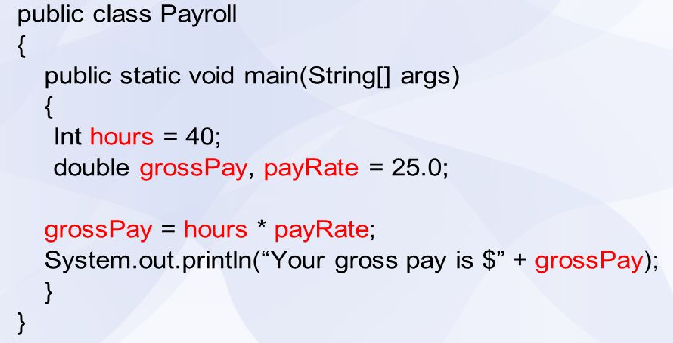 public class Payroll
{
public static void main(String[] args)
{
Int hours = 40;
double grossPay, payRate = 25.0;
grossPay = hours * payRate;
System.out.println(“Your gross pay is $” + grossPay);
}
}